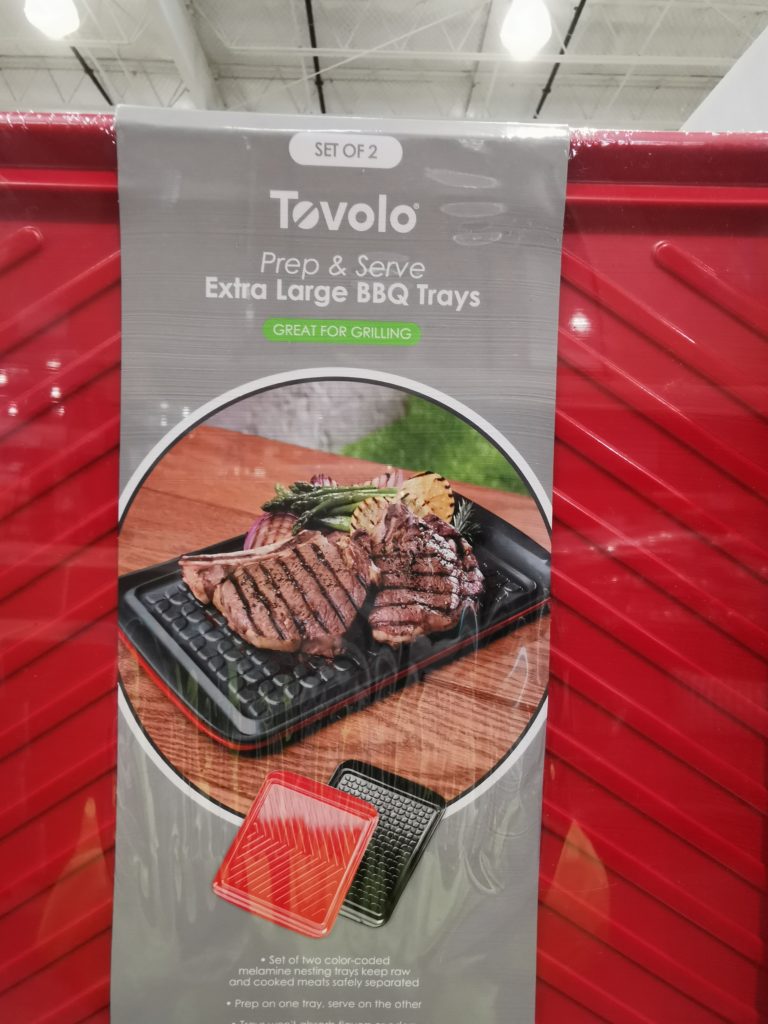 SET OF 2
Tovolo®
Prep & Serve
Extra Large BBQ Trays
GREAT FOR GRILLING
• Set of two color-coded
melamine nesting trays keep raw
and cooked meats safely separated
• Prep on one tray, serve on the other